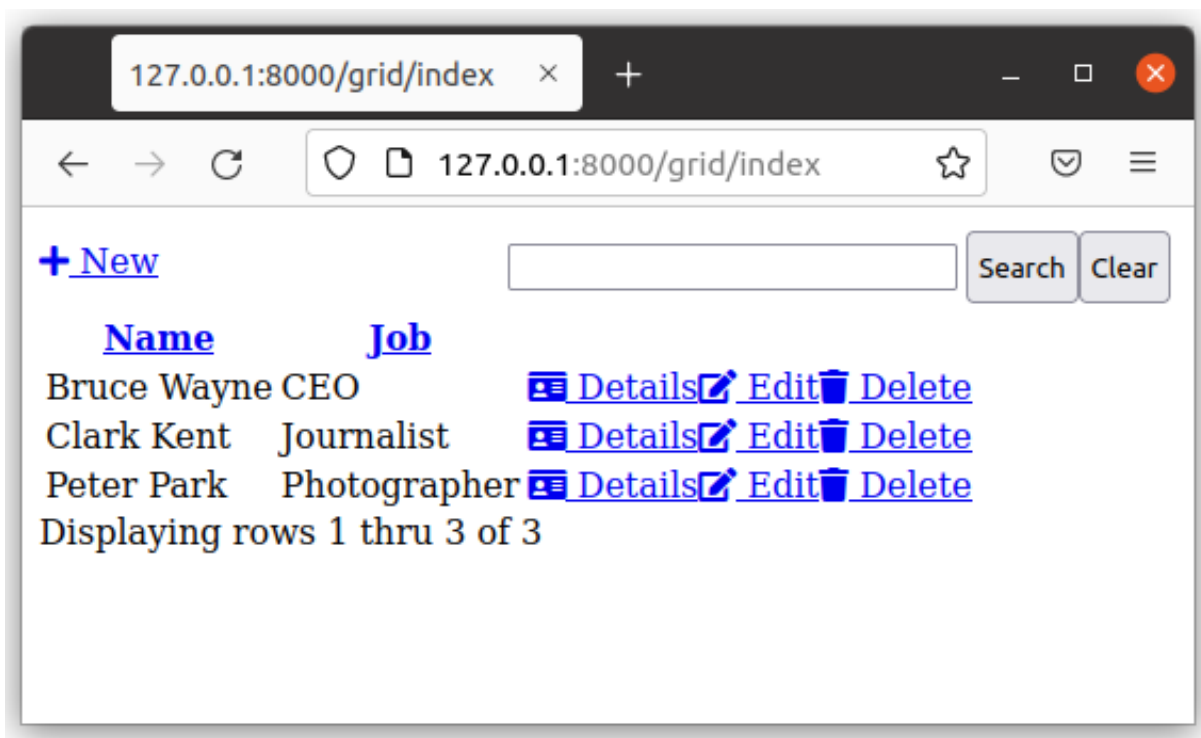 127.0.0.1:8000/grid/index
127.0.0.1:8000/grid/index
New Search Clear
Name Job
Bruce Wayne CEO Details Edit Delete
Clark Kent Journalist Details Edit Delete
Peter Park Photographer Details Edit Delete
Displaying rows 1 thru 3 of 3